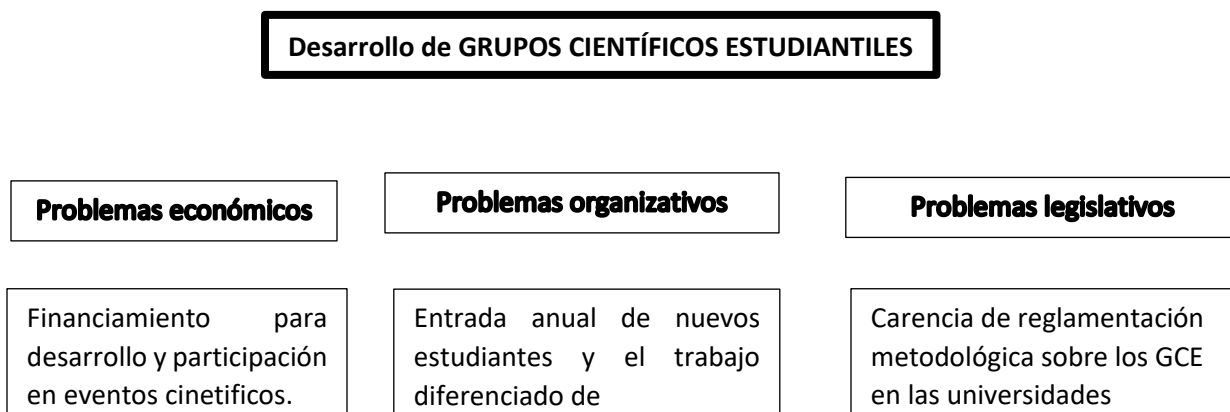 Desarrollo de GRUPOS CIENTÍFICOS ESTUDIANTILES
Problemas económicos
Problemas organizativos
Problemas legislativos
Financiamiento para
desarrollo y participación
en eventos cinetificos.
Entrada anual de nuevos
estudiantes y el trabajo
diferenciado de
Carencia de reglamentación
metodológica sobre los GCE
en las universidades